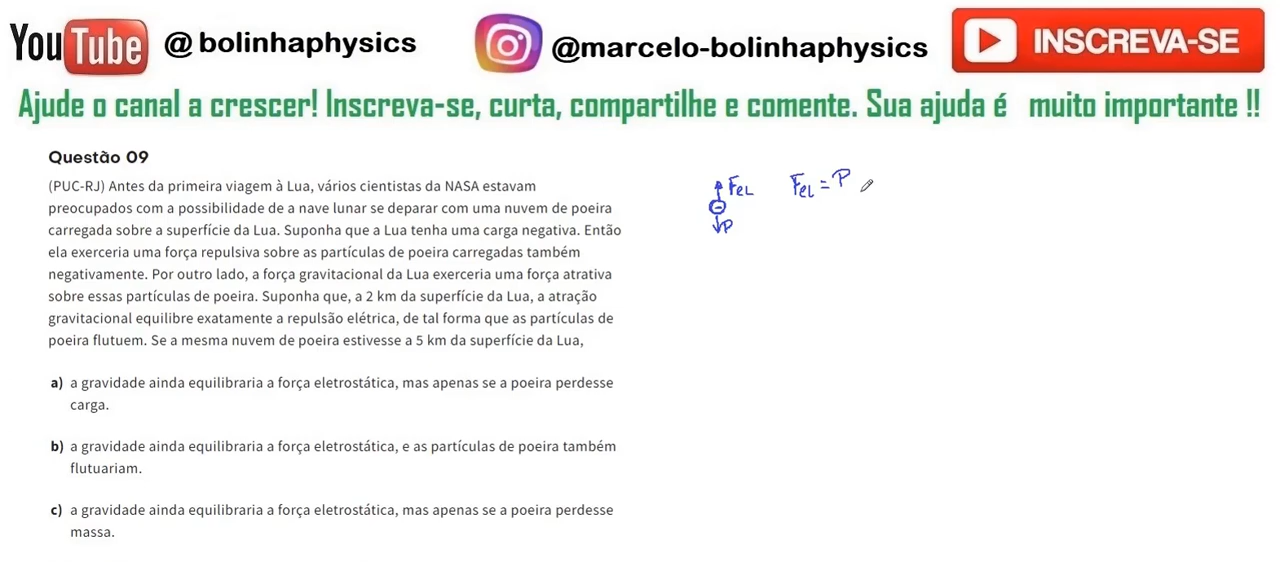 YouTube @bolinhaphysics @marcelo-bolinhaphysics INSCREVA-SE
Ajude o canal a crescer! Inscreva-se, curta, compartilhe e comente. Sua ajuda é muito importante !!
Questão 09
(PUC-RJ) Antes da primeira viagem à Lua, vários cientistas da NASA estavam
preocupados com a possibilidade de a nave lunar se deparar com uma nuvem de poeira
carregada sobre a superfície da Lua. Suponha que a Lua tenha uma carga negativa. Então
ela exerceria uma força repulsiva sobre as partículas de poeira carregadas também
negativamente. Por outro lado, a força gravitacional da Lua exerceria uma força atrativa
sobre essas partículas de poeira. Suponha que, a 2 km da superfície da Lua, a atração
gravitacional equilibre exatamente a repulsão elétrica, de tal forma que as partículas de
poeira flutuem. Se a mesma nuvem de poeira estivesse a 5 km da superfície da Lua,
a) a gravidade ainda equilibraria a força eletrostática, mas apenas se a poeira perdesse
carga.
b) a gravidade ainda equilibraria a força eletrostática, e as partículas de poeira também
flutuariam.
c) a gravidade ainda equilibraria a força eletrostática, mas apenas se a poeira perdesse
massa.
FEL Fel = P
-
P